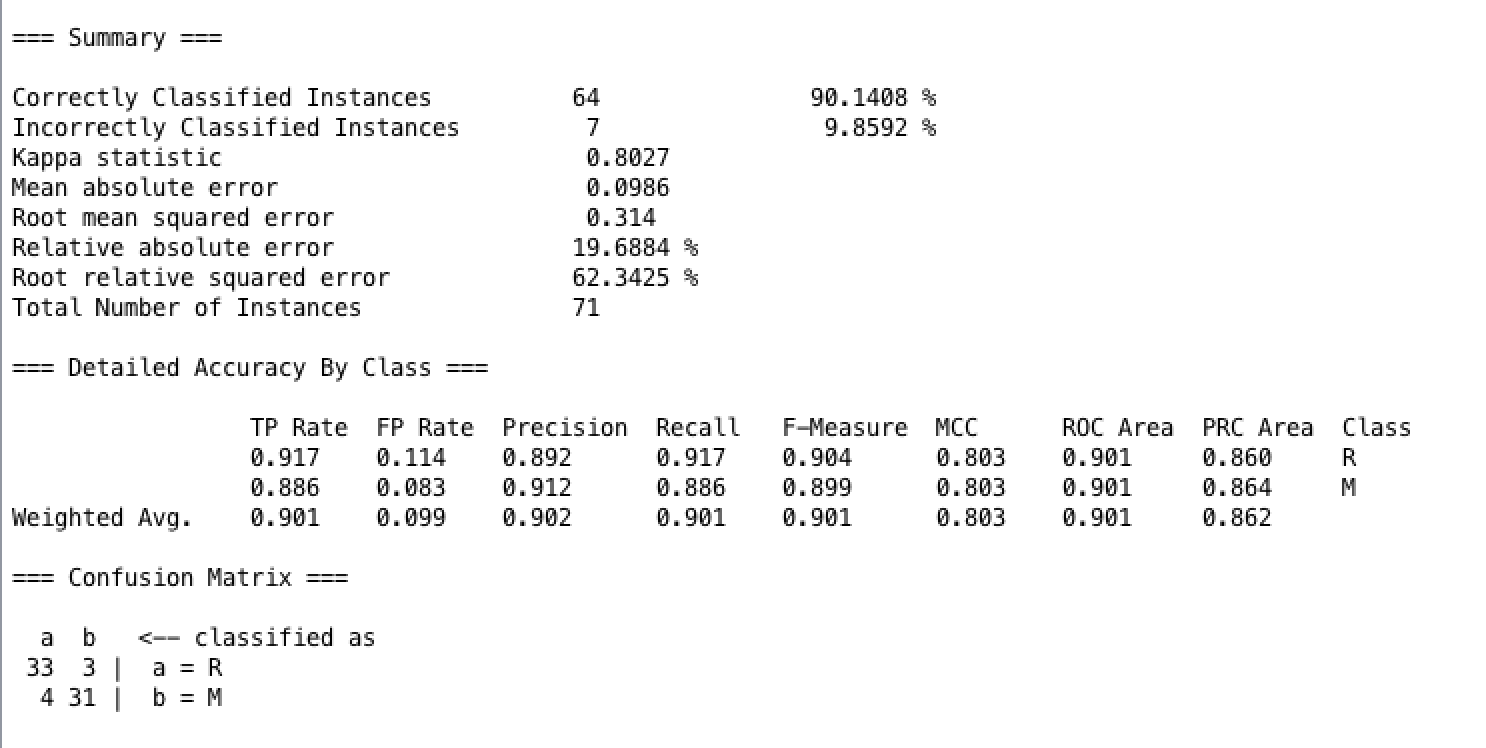 === Summary ===
Correctly Classified Instances 64 90.1408 %
Incorrectly Classified Instances 7 9.8592 %
Kappa statistic 0.8027
Mean absolute error 0.0986
Root mean squared error 0.314
Relative absolute error 19.6884 %
Root relative squared error 62.3425 %
Total Number of Instances 71
=== Detailed Accuracy By Class ===
TP Rate FP Rate Precision Recall F-Measure MCC ROC Area PRC Area Class
0.917 0.114 0.892 0.917 0.904 0.803 0.901 0.860 R
0.886 0.083 0.912 0.886 0.899 0.803 0.901 0.864 M
Weighted Avg. 0.901 0.099 0.902 0.901 0.901 0.803 0.901 0.862
=== Confusion Matrix ===
a b <-- classified as
33 3 | a = R
4 31 | b = M